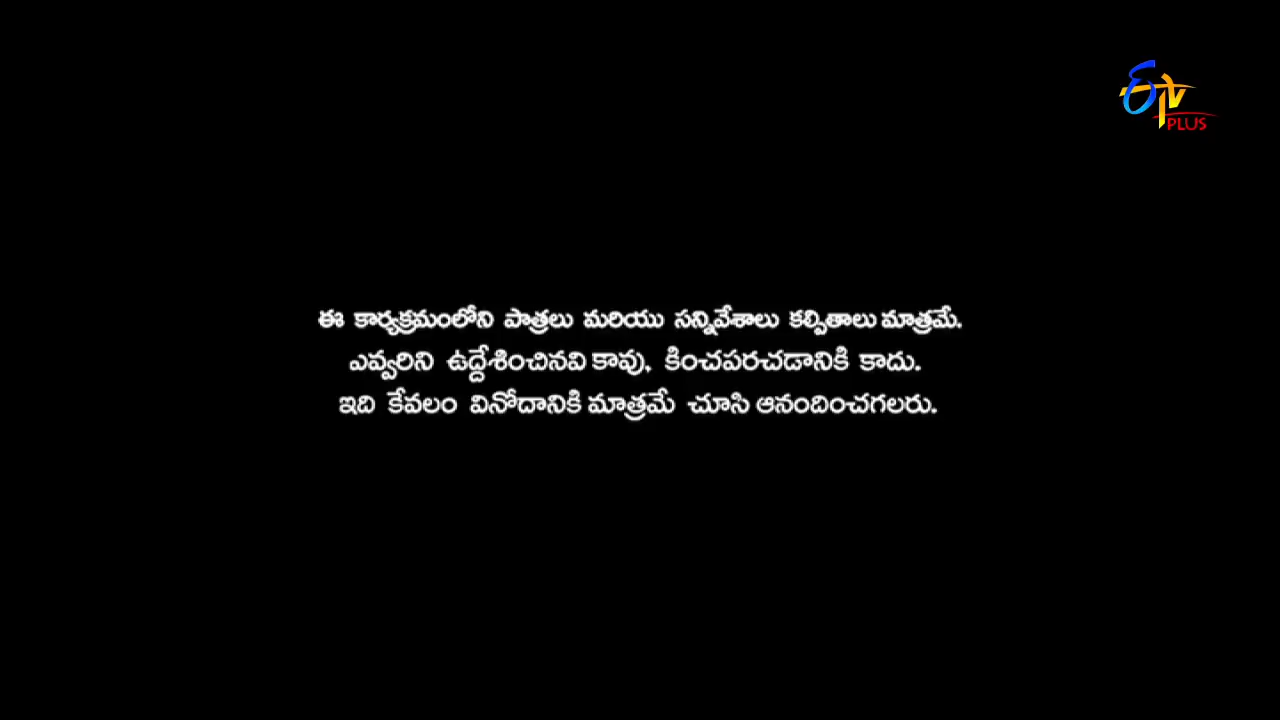 ETV
PLUS
ఈ కార్యక్రమంలోని పాత్రలు మరియు సన్నివేశాలు కల్పితాలు మాత్రమే.
ఎవ్వరిని ఉద్దేశించినవి కావు, కించపరచడానికి కాదు.
ఇది కేవలం వినోదానికి మాత్రమే చూసి ఆనందించగలరు.